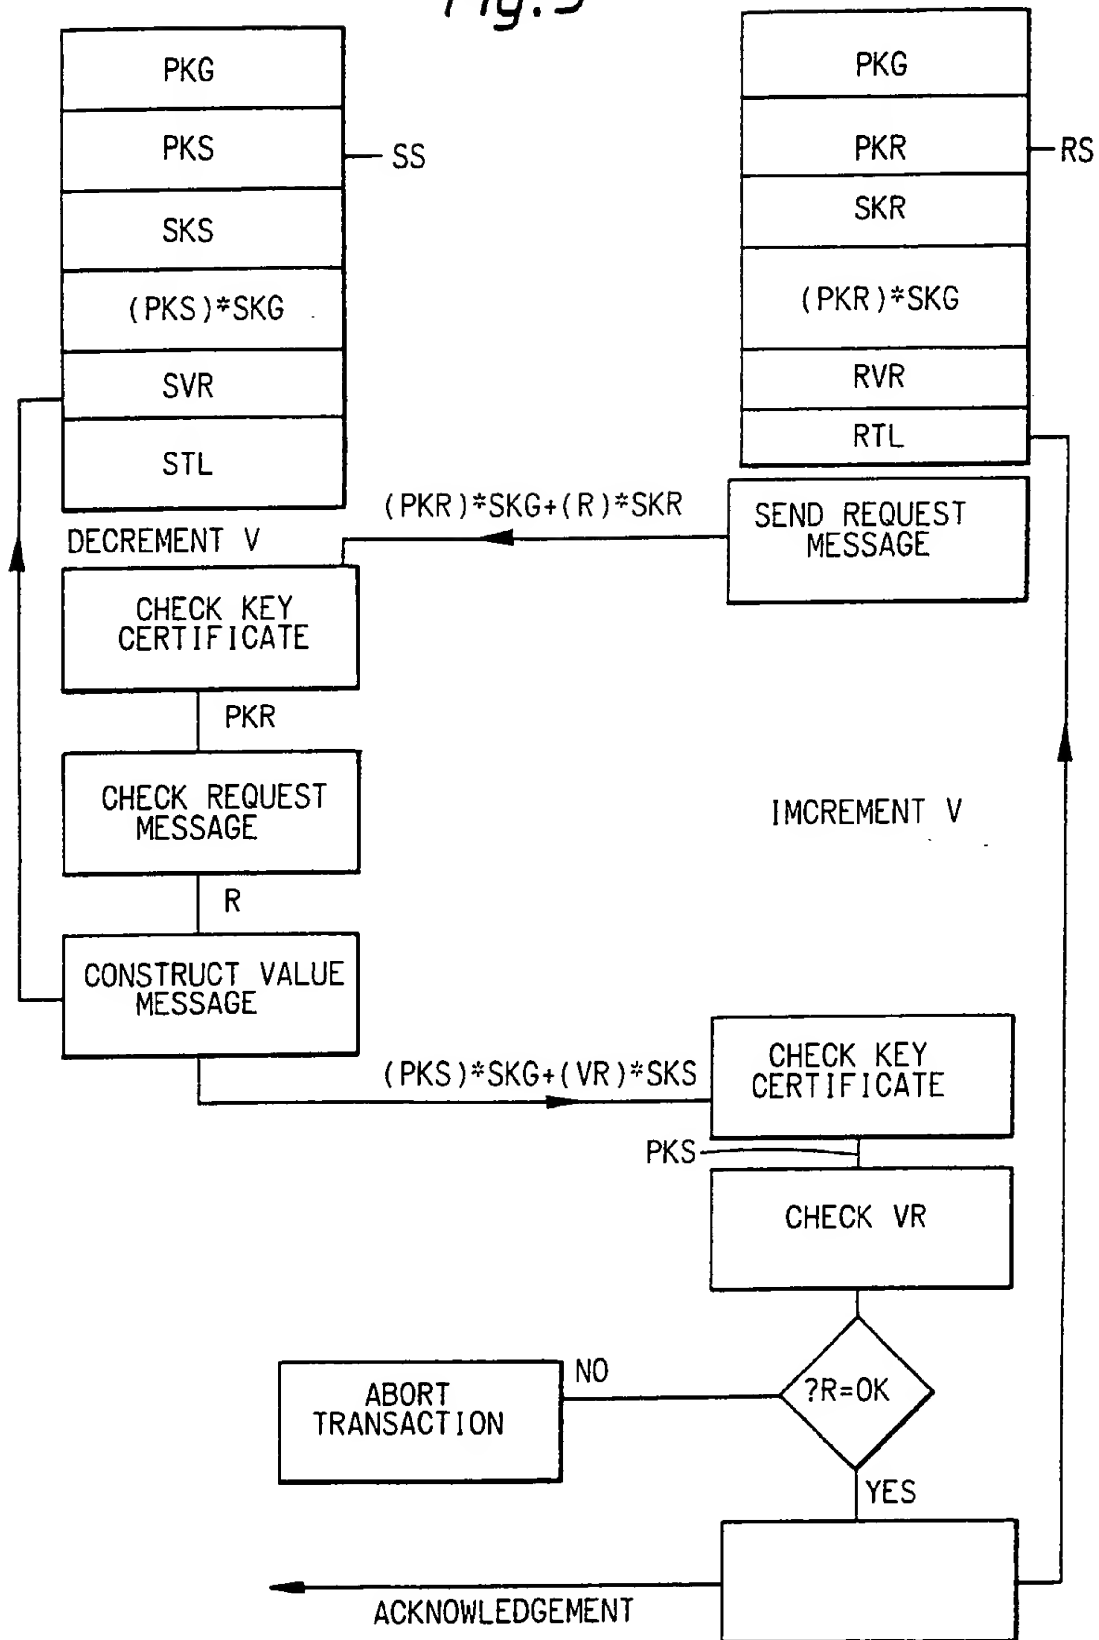 Fig. 5
PKG
PKS
SS
SKS
(PKS)*SKG
SVR
STL
PKG
PKR
RS
SKR
(PKR)*SKG
RVR
RTL
(PKR)*SKG+(R)*SKR
SEND REQUEST
MESSAGE
DECREMENT V
CHECK KEY
CERTIFICATE
PKR
CHECK REQUEST
MESSAGE
IMCREMENT V
R
CONSTRUCT VALUE
MESSAGE
(PKS)*SKG+(VR)*SKS
CHECK KEY
CERTIFICATE
PKS
CHECK VR
?R=OK
NO
ABORT
TRANSACTION
YES
ACKNOWLEDGEMENT